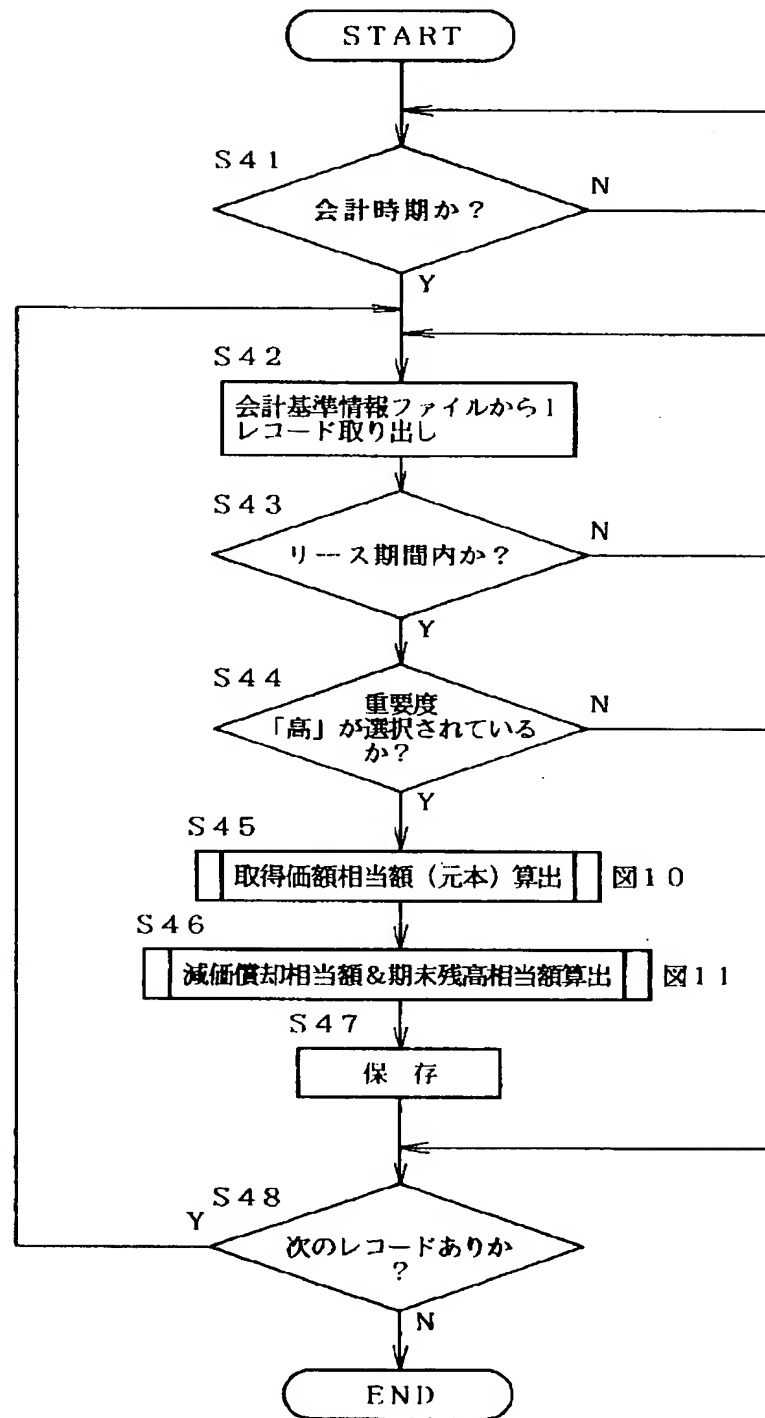 START
S41
会計時期か?
N
Y
S42
会計基準情報ファイルから1
レコード取り出し
S43
リース期間内か?
N
Y
S44
重要度
「高」が選択されている
か?
N
Y
S45
取得価額相当額(元本)算出
図10
S46
減価償却相当額&期末残高相当額算出
図11
S47
保 存
S48
Y
次のレコードありか
?
N
END